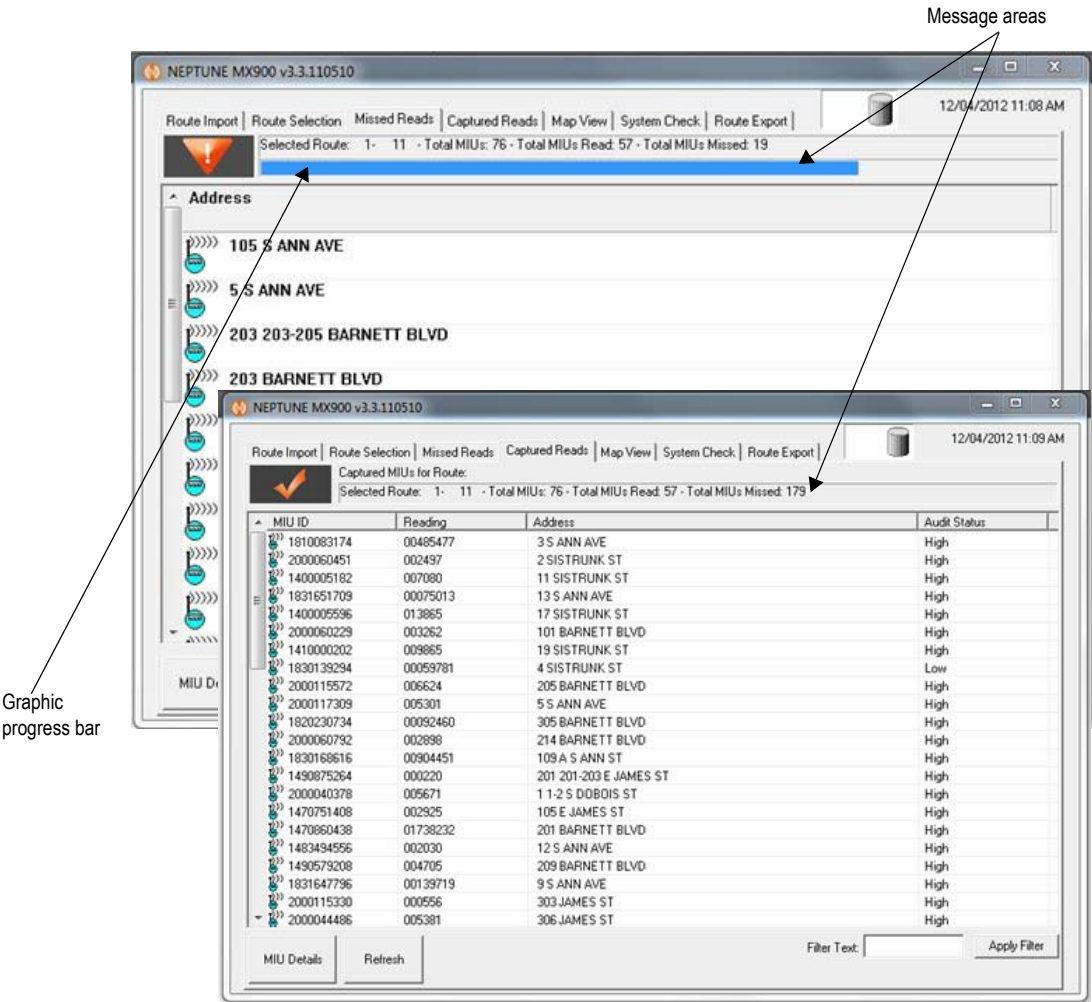 Message areas
NEPTUNE MX900 v3.3.110510
12/04/2012 11:08 AM
Route Import Route Selection Missed Reads Captured Reads Map View System Check Route Export
Selected Route: 1- 11 - Total MIUs: 76 - Total MIUs Read: 57 - Total MIUs Missed: 19
Address
105 S ANN AVE
5 S ANN AVE
203 203-205 BARNETT BLVD
203 BARNETT BLVD
MIU D
Graphic
progress bar
NEPTUNE MX900 v3.3.110510
12/04/2012 11:09 AM
Route Import Route Selection Missed Reads Captured Reads Map View System Check Route Export
Captured MIUs for Route:
Selected Route: 1- 11 - Total MIUs: 76 - Total MIUs Read: 57 - Total MIUs Missed: 179
MIU ID Reading Address Audit Status
1810083174 00485477 3 S ANN AVE High
2000060451 002497 2 SISTRUNK ST High
1400005182 007080 11 SISTRUNK ST High
1831651709 00075013 13 S ANN AVE High
1400005596 013865 17 SISTRUNK ST High
2000060229 003262 101 BARNETT BLVD High
1410000202 009865 19 SISTRUNK ST High
1830139294 00059781 4 SISTRUNK ST Low
2000115572 006624 205 BARNETT BLVD High
2000117309 005301 5 S ANN AVE High
1820230734 00092460 305 BARNETT BLVD High
2000060792 002898 214 BARNETT BLVD High
1830168616 00904451 109 A S ANN ST High
1490875264 000220 201 201-203 E JAMES ST High
2000040378 005671 1 1-2 S DOBOIS ST High
1470751408 002925 105 E JAMES ST High
1470860438 01738232 201 BARNETT BLVD High
1483494556 002030 12 S ANN AVE High
1490579208 004705 209 BARNETT BLVD High
1831647796 00139719 9 S ANN AVE High
2000115330 000556 303 JAMES ST High
2000044486 005381 306 JAMES ST High
MIU Details Refresh Filter Text: Apply Filter